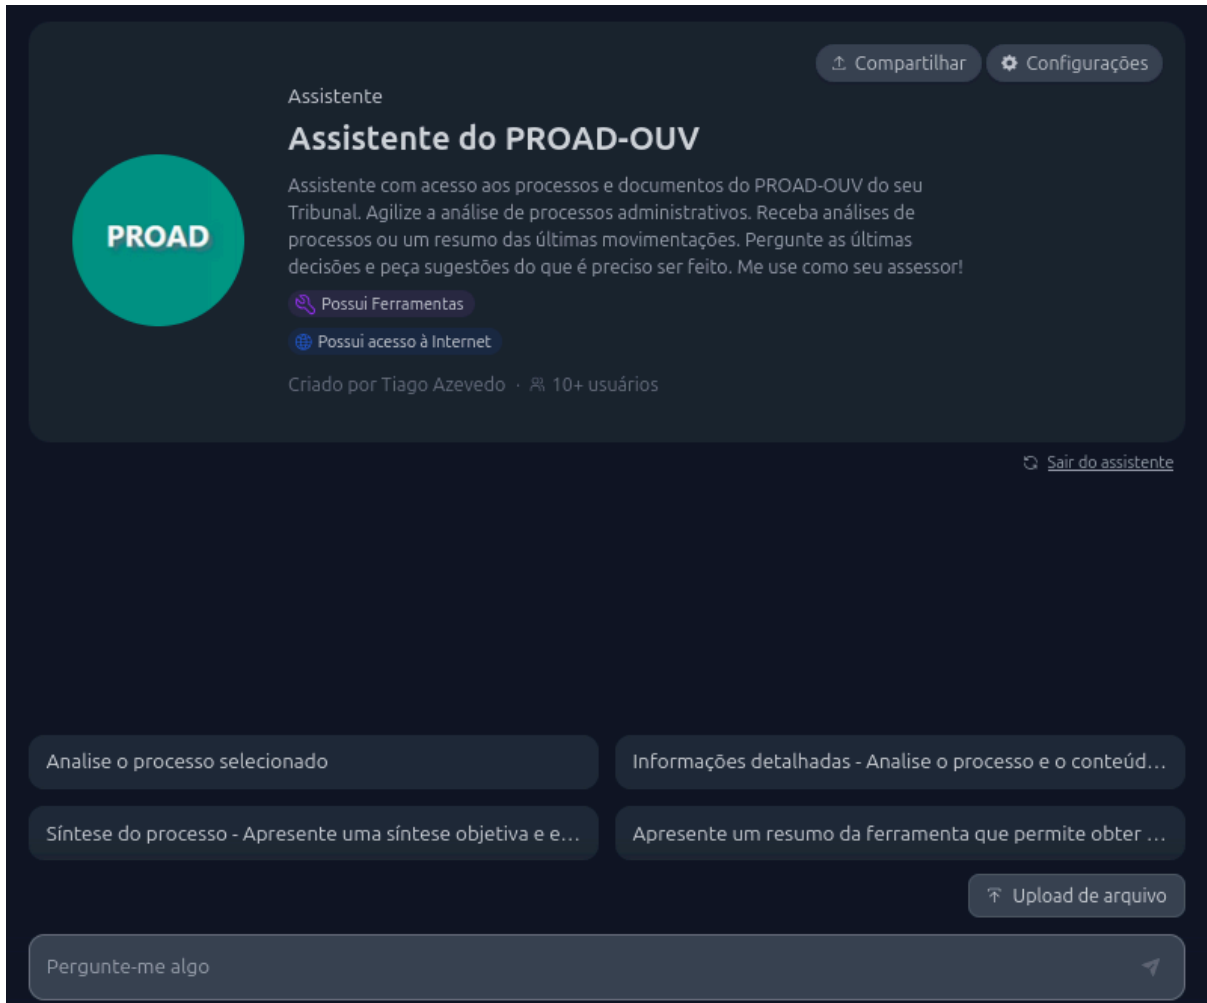 Compartilhar
Configurações
Assistente
Assistente do PROAD-OUV
PROAD
Assistente com acesso aos processos e documentos do PROAD-OUV do seu
Tribunal. Agilize a análise de processos administrativos. Receba análises de
processos ou um resumo das últimas movimentações. Pergunte as últimas
decisões e peça sugestões do que é preciso ser feito. Me use como seu assessor!
Possui Ferramentas
Possui acesso à Internet
Criado por Tiago Azevedo · 10+ usuários
Sair do assistente
Analise o processo selecionado
Informações detalhadas - Analise o processo e o conteúd...
Síntese do processo - Apresente uma síntese objetiva e e...
Apresente um resumo da ferramenta que permite obter ...
Upload de arquivo
Pergunte-me algo